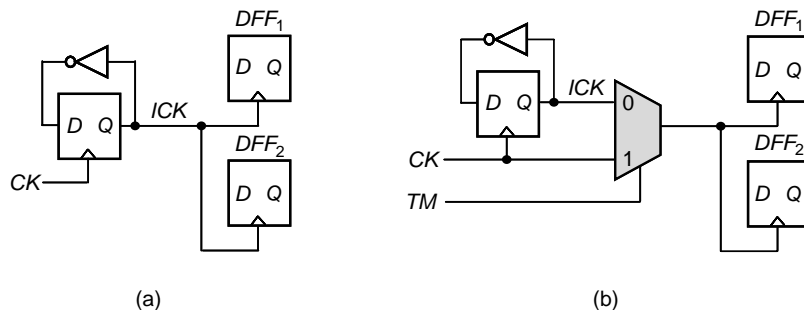 DFF1
D Q
ICK
D Q
CK
DFF2
D Q
(a)
DFF1
D Q
ICK
D Q
0
CK
1
DFF2
D Q
TM
(b)